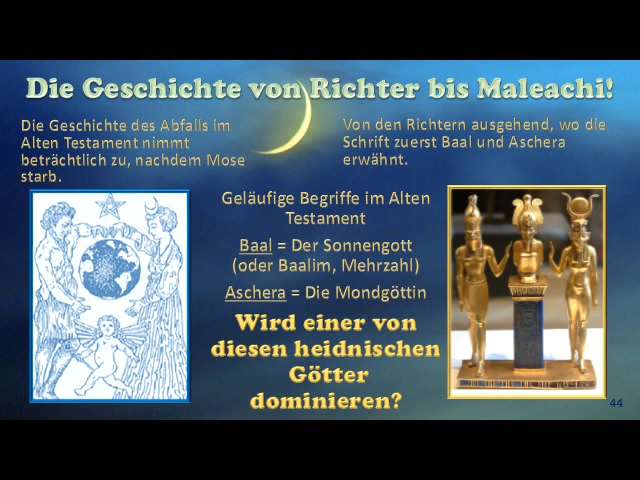 Die Geschichte von Richter bis Maleachi!
Die Geschichte des Abfalls im
Alten Testament nimmt
beträchtlich zu, nachdem Mose
starb.
Von den Richtern ausgehend, wo die
Schrift zuerst Baal und Aschera
erwähnt.
Geläufige Begriffe im Alten
Testament
Baal = Der Sonnengott
(oder Baalim, Mehrzahl)
Aschera = Die Mondgöttin
Wird einer von
diesen heidnischen
Götter
dominieren?
44